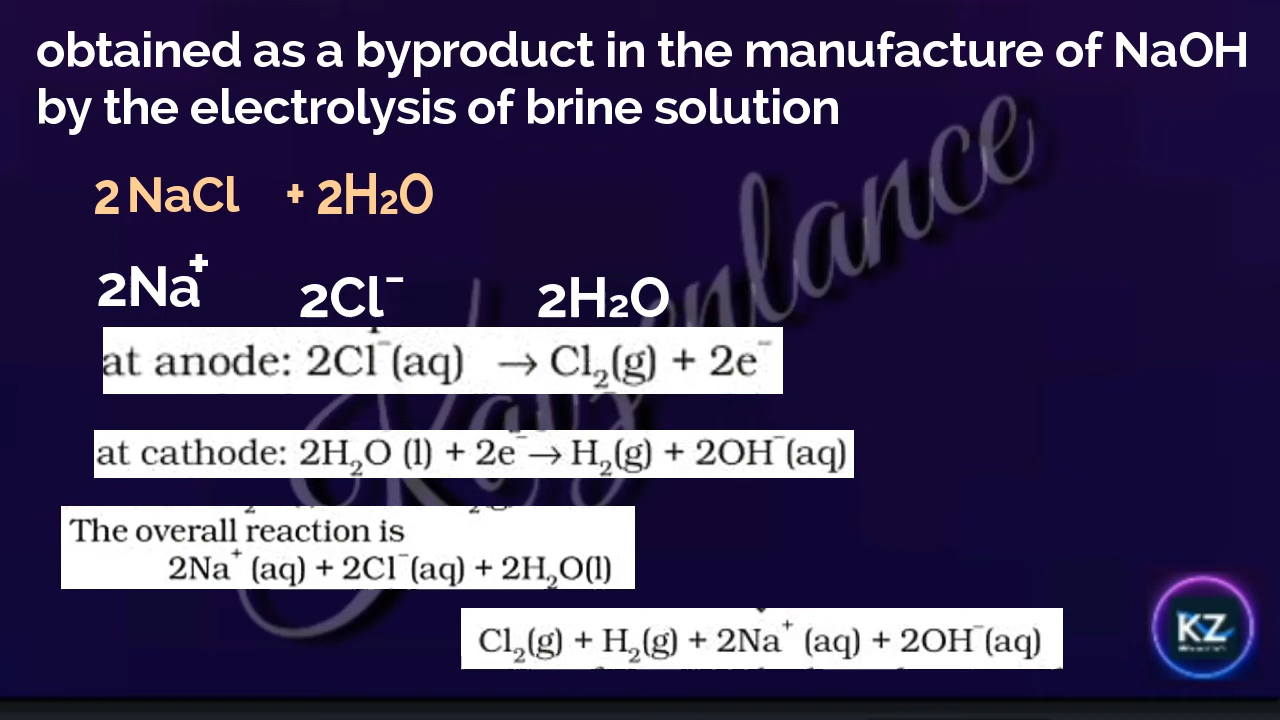 obtained as a byproduct in the manufacture of NaOH
by the electrolysis of brine solution
2 NaCl + 2H₂O
2Na⁺ 2Cl⁻ 2H₂O
at anode: 2Cl⁻(aq) → Cl₂(g) + 2e⁻
at cathode: 2H₂O (l) + 2e⁻ → H₂(g) + 2OH⁻(aq)
The overall reaction is
2Na⁺ (aq) + 2Cl⁻(aq) + 2H₂O(l)
Cl₂(g) + H₂(g) + 2Na⁺ (aq) + 2OH⁻(aq)
KZ